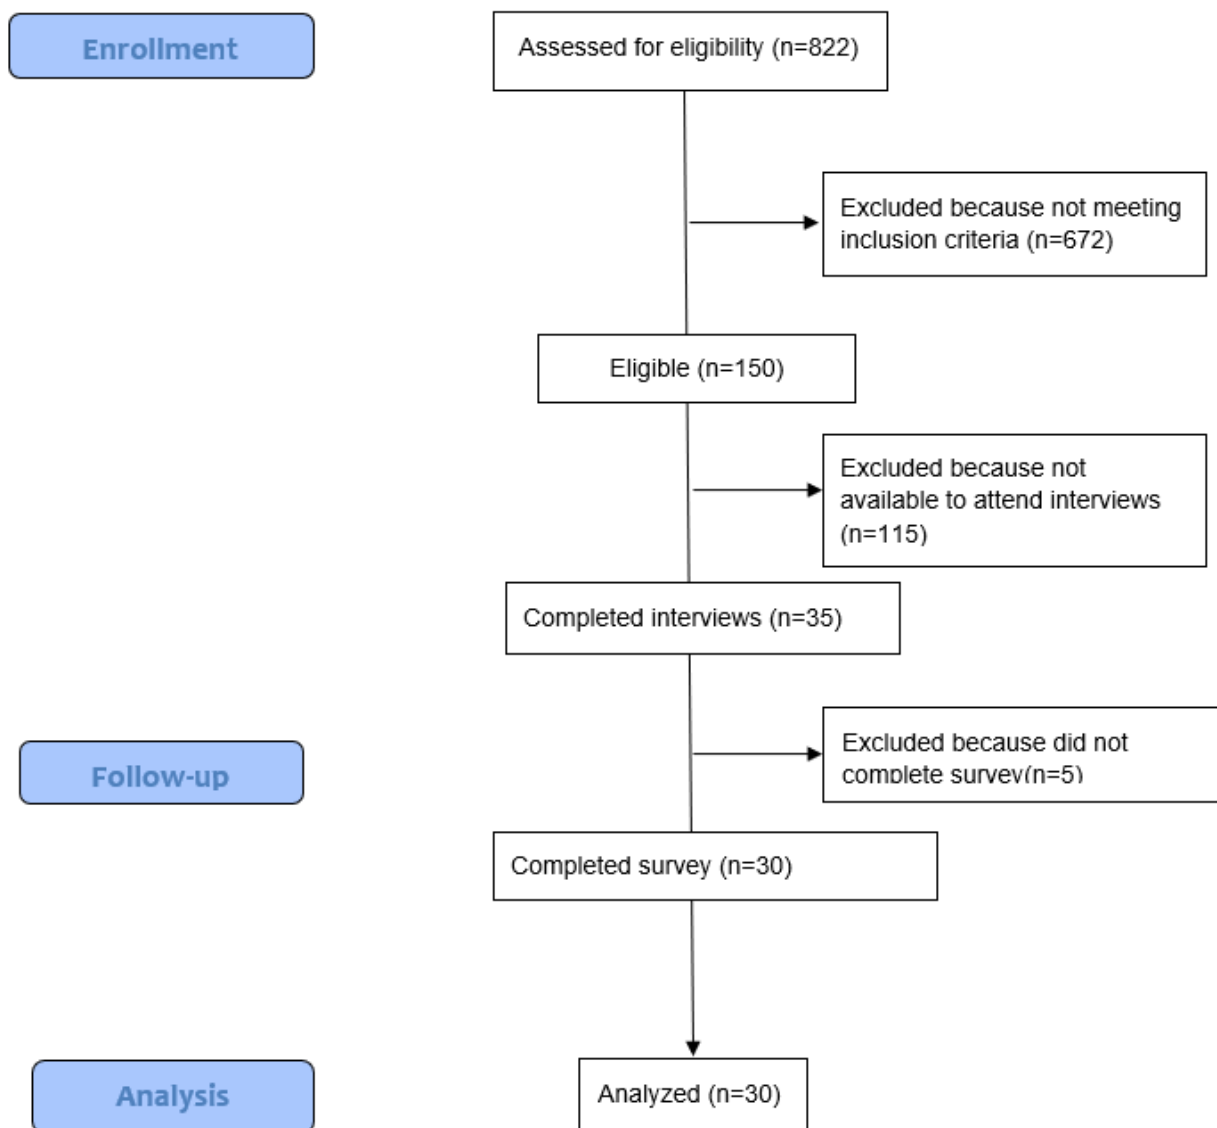 Enrollment
Assessed for eligibility (n=822)
Excluded because not meeting
inclusion criteria (n=672)
Eligible (n=150)
Excluded because not
available to attend interviews
(n=115)
Completed interviews (n=35)
Follow-up
Excluded because did not
complete survey(n=5)
Completed survey (n=30)
Analysis
Analyzed (n=30)